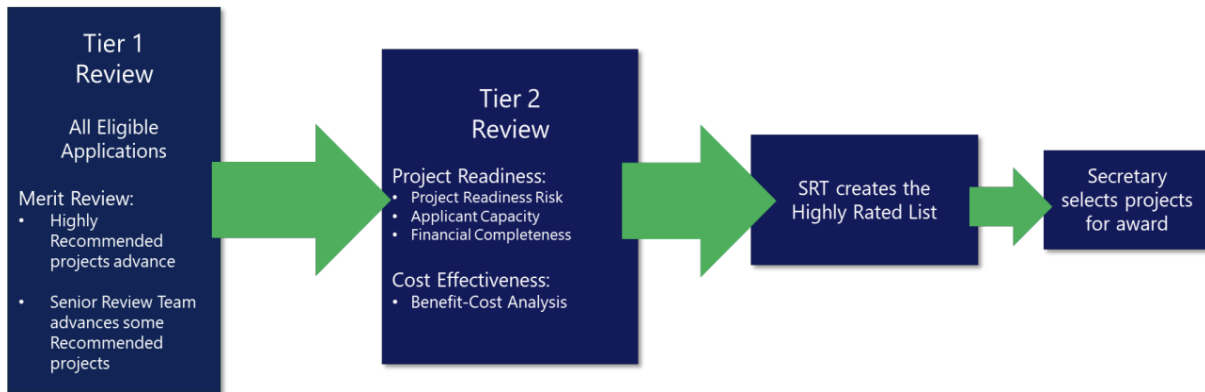 Tier 1
Review
All Eligible
Applications
Merit Review:
• Highly
Recommended
projects advance
• Senior Review Team
advances some
Recommended
projects
Tier 2
Review
Project Readiness:
• Project Readiness Risk
• Applicant Capacity
• Financial Completeness
Cost Effectiveness:
• Benefit-Cost Analysis
SRT creates the
Highly Rated List
Secretary
selects projects
for award